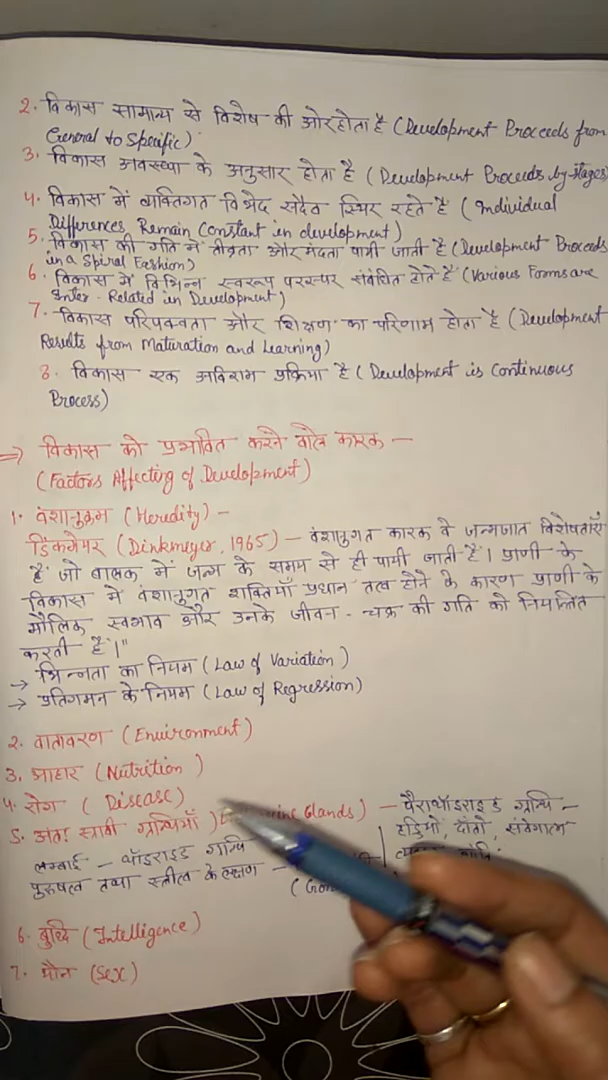 2. विकास सामान्य से विशेष की ओर होता है (Development Proceeds from
General to Specific).
3. विकास अवस्था के अनुसार होता है (Development Proceeds by stages)
4. विकास में व्यक्तिगत विभेद सदैव स्थिर रहते है (Individual
Differences Remain Constant in development)
5. विकास की गति में तीव्रता और मंदता पायी जाती है (Development Proceeds
in a Spiral Fashion)
6. विकास में विभिन्न स्वरूप परस्पर संबंधित होते है (Various Forms are
Inter-Related in Development)
7. विकास परिपक्वता और शिक्षण का परिणाम होता है (Development
Results from Maturation and Learning)
8. विकास एक अविराम प्रक्रिया है (Development is Continuous
Process)
⇒ विकास को प्रभावित करने वाले कारक —
(Factors Affecting of Development)
1. वंशानुक्रम (Heredity) -
डिंकमेयर (Dinkmeyer, 1965) - वंशानुगत कारक वे जन्मजात विशेषताएँ
है जो बालक में जन्म के समय से ही पायी जाती है। प्राणी के
विकास में वंशानुगत शक्तियाँ प्रधान तत्व होने के कारण प्राणी के
मौलिक स्वभाव और उनके जीवन-चक्र की गति को नियन्त्रित
करती है।"
→ भिन्नता का नियम (Law of Variation)
→ प्रतिगमन के नियम (Law of Regression)
2. वातावरण (Environment)
3. आहार (Nutrition)
4. रोग (Disease)
5. अंतः स्रावी ग्रन्थियाँ Glands) - पैराथॉइराइड ग्रन्थि -
हड्डियो, दाँतो, संवेगात्म
लम्बाई - थॉइराइड ग्रन्थि
पुरूषत्व तथा स्त्रीत्व के लक्षण -
6. बुद्धि (Intelligence)
7. यौन (Sex)